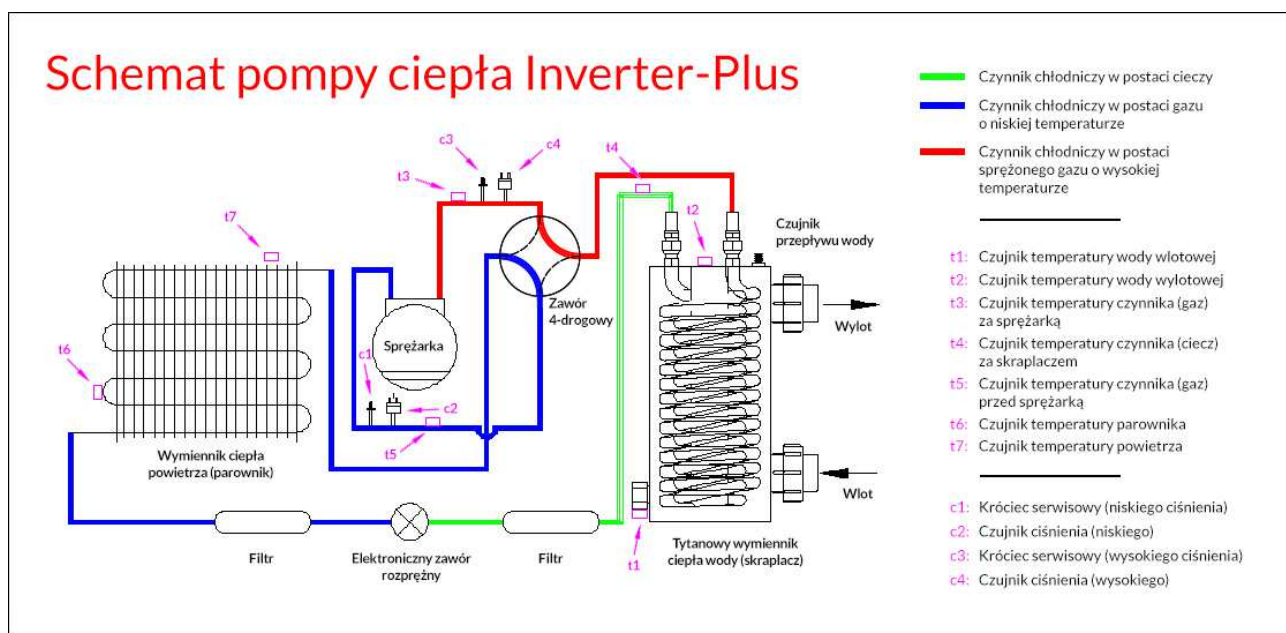 Schemat pompy ciepła Inverter-Plus
Czynnik chłodniczy w postaci cieczy
Czynnik chłodniczy w postaci gazu
o niskiej temperaturze
Czynnik chłodniczy w postaci
sprężonego gazu o wysokiej
temperaturze
c3
c4
t3
t4
t7
t2
Czujnik
przepływu wody
Zawór
4-drogowy
Sprężarka
Wylot
t6
c1
c2
t5
Wymiennik ciepła
powietrza (parownik)
Wlot
Filtr
Elektroniczny zawór
rozprężny
Filtr
t1
Tytanowy wymiennik
ciepła wody (skraplacz)
t1: Czujnik temperatury wody wlotowej
t2: Czujnik temperatury wody wylotowej
t3: Czujnik temperatury czynnika (gaz)
za sprężarką
t4: Czujnik temperatury czynnika (ciecz)
za skraplaczem
t5: Czujnik temperatury czynnika (gaz)
przed sprężarką
t6: Czujnik temperatury parownika
t7: Czujnik temperatury powietrza
c1: Króciec serwisowy (niskiego ciśnienia)
c2: Czujnik ciśnienia (niskiego)
c3: Króciec serwisowy (wysokiego ciśnienia)
c4: Czujnik ciśnienia (wysokiego)